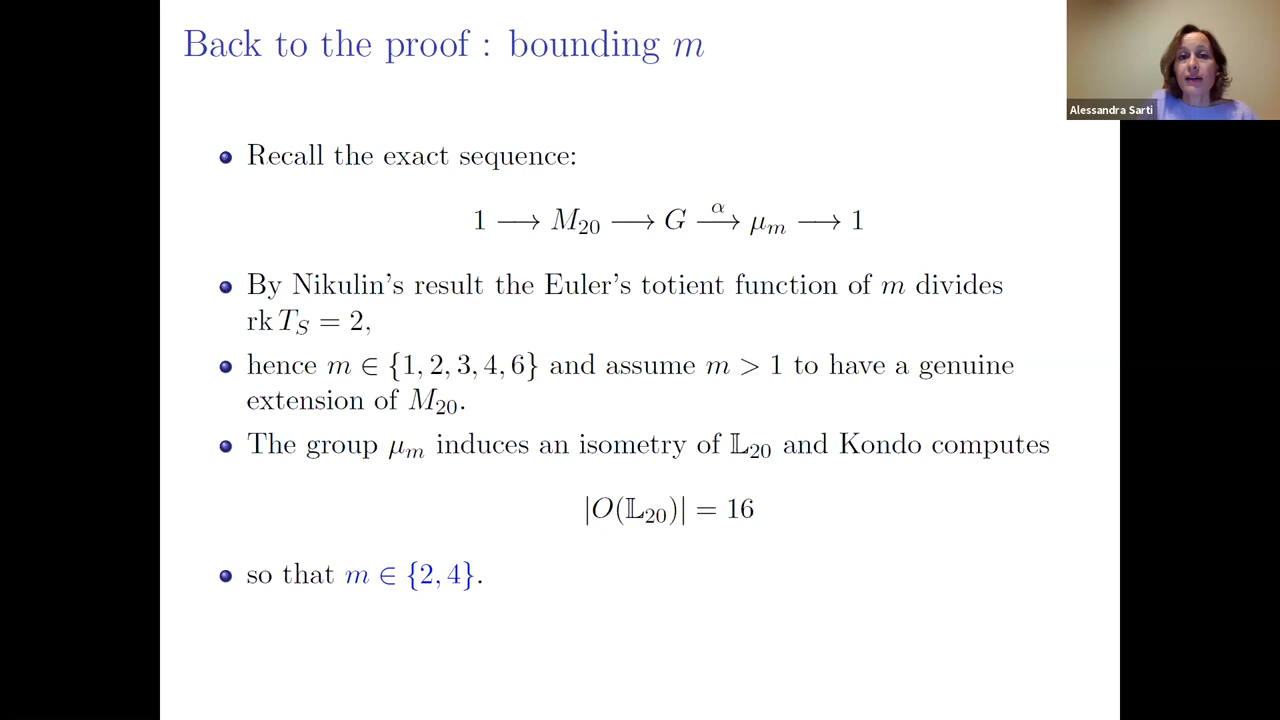 Back to the proof : bounding m
Alessandra Sarti
Recall the exact sequence:
1 ⟶ M₂₀ ⟶ G ⟶^α μₘ ⟶ 1
By Nikulin's result the Euler's totient function of m divides
rk T_S = 2,
hence m ∈ {1, 2, 3, 4, 6} and assume m > 1 to have a genuine
extension of M₂₀.
The group μₘ induces an isometry of 𝕃₂₀ and Kondo computes
|O(𝕃₂₀)| = 16
so that m ∈ {2, 4}.